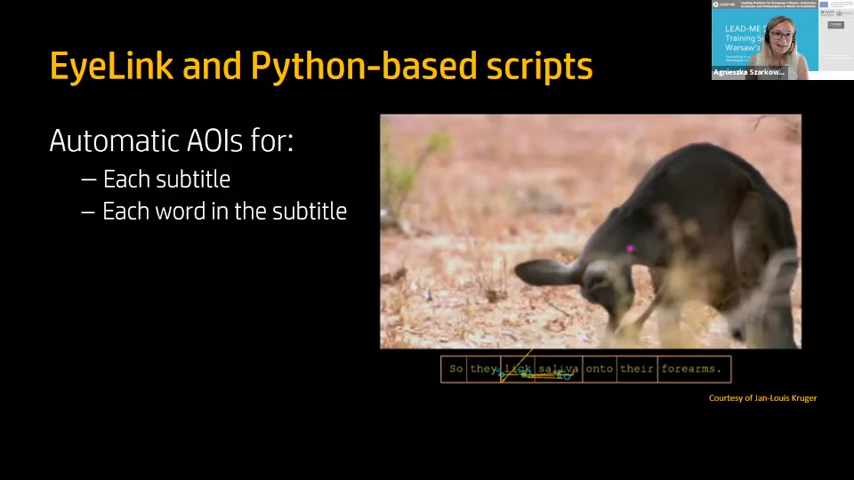 EyeLink and Python-based scripts
LEAD-ME S
Training S
Warsaw'
Agnieszka Szarkow...
Automatic AOIs for:
– Each subtitle
– Each word in the subtitle
So they lick saliva onto their forearms.
Courtesy of Jan-Louis Kruger